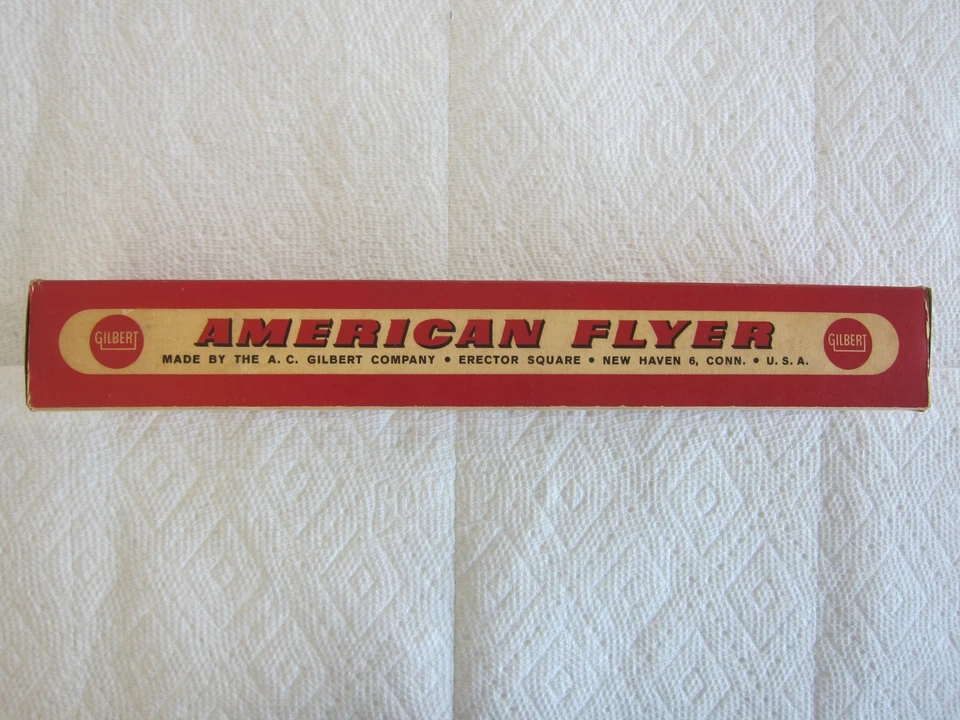 GILBERT
AMERICAN FLYER
MADE BY THE A. C. GILBERT COMPANY • ERECTOR SQUARE • NEW HAVEN 6, CONN. • U. S. A.
GILBERT